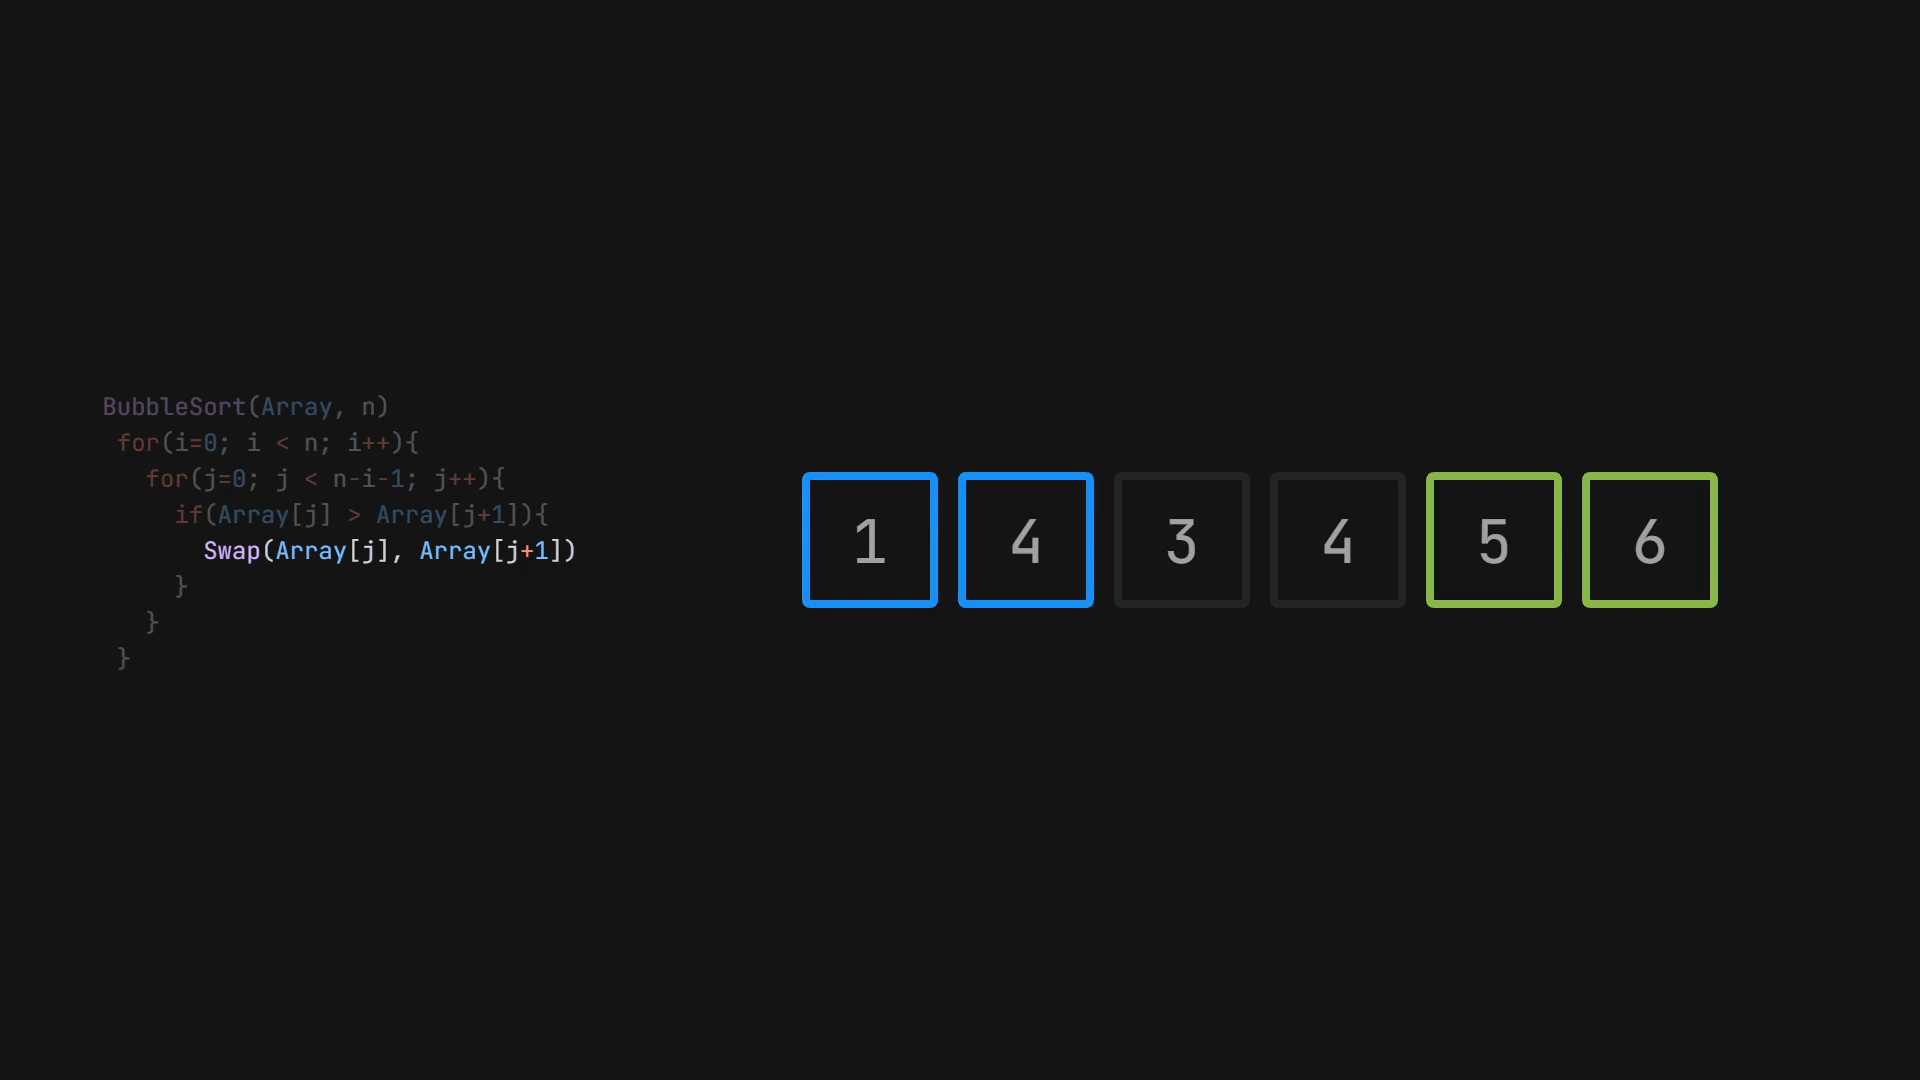 BubbleSort(Array, n)
for(i=0; i < n; i++){
for(j=0; j < n-i-1; j++){
if(Array[j] > Array[j+1]){
Swap(Array[j], Array[j+1])
}
}
}
1 4 3 4 5 6